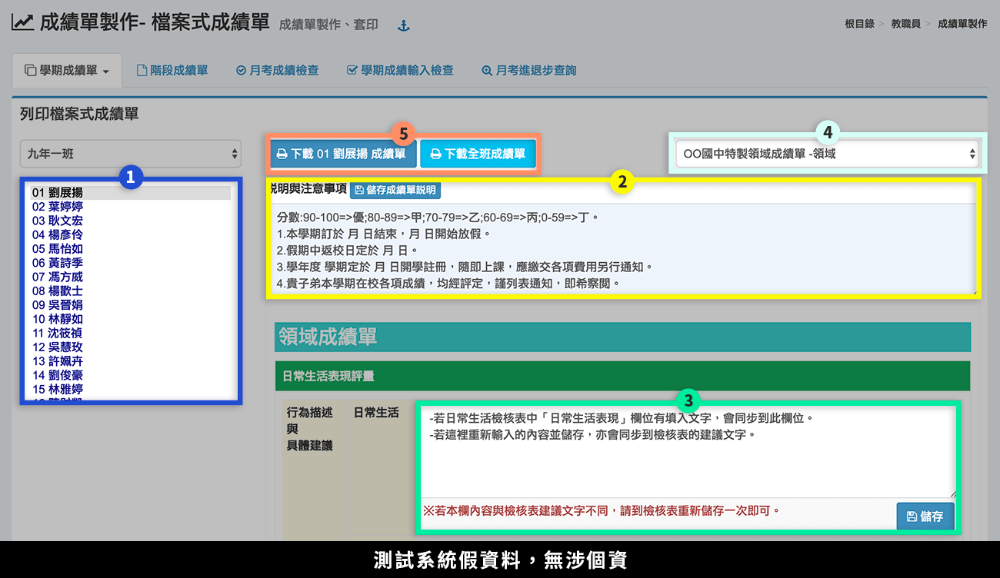 成績單製作- 檔案式成績單 成績單製作、套印
根目錄 > 教職員 > 成績單製作
學期成績單 階段成績單 月考成績檢查 學期成績輸入檢查 月考進退步查詢
列印檔案式成績單
九年一班
1
01 劉展揚
02 葉婷婷
03 耿文宏
04 楊彥伶
05 馬怡如
06 黃詩季
07 馮方威
08 楊歡士
09 吳晉娟
10 林靜如
11 沈筱禎
12 吳慧玫
13 許姵卉
14 劉俊豪
15 林雅婷
5
下載 01 劉展揚 成績單 下載全班成績單
4
OO國中特製領域成績單 -領域
2
說明與注意事項 儲存成績單說明
分數:90-100=>優;80-89=>甲;70-79=>乙;60-69=>丙;0-59=>丁。
1.本學期訂於 月 日結束，月 日開始放假。
2.假期中返校日定於 月 日。
3.學年度 學期定於 月 日開學註冊，隨即上課，應繳交各項費用另行通知。
4.貴子弟本學期在校各項成績，均經評定，謹列表通知，即希察閱。
領域成績單
日常生活表現評量
行為描述
與
具體建議
日常生活
3
-若日常生活檢核表中「日常生活表現」欄位有填入文字，會同步到此欄位。
-若這裡重新輸入的內容並儲存，亦會同步到檢核表的建議文字。
※若本欄內容與檢核表建議文字不同，請到檢核表重新儲存一次即可。
儲存
測試系統假資料，無涉個資